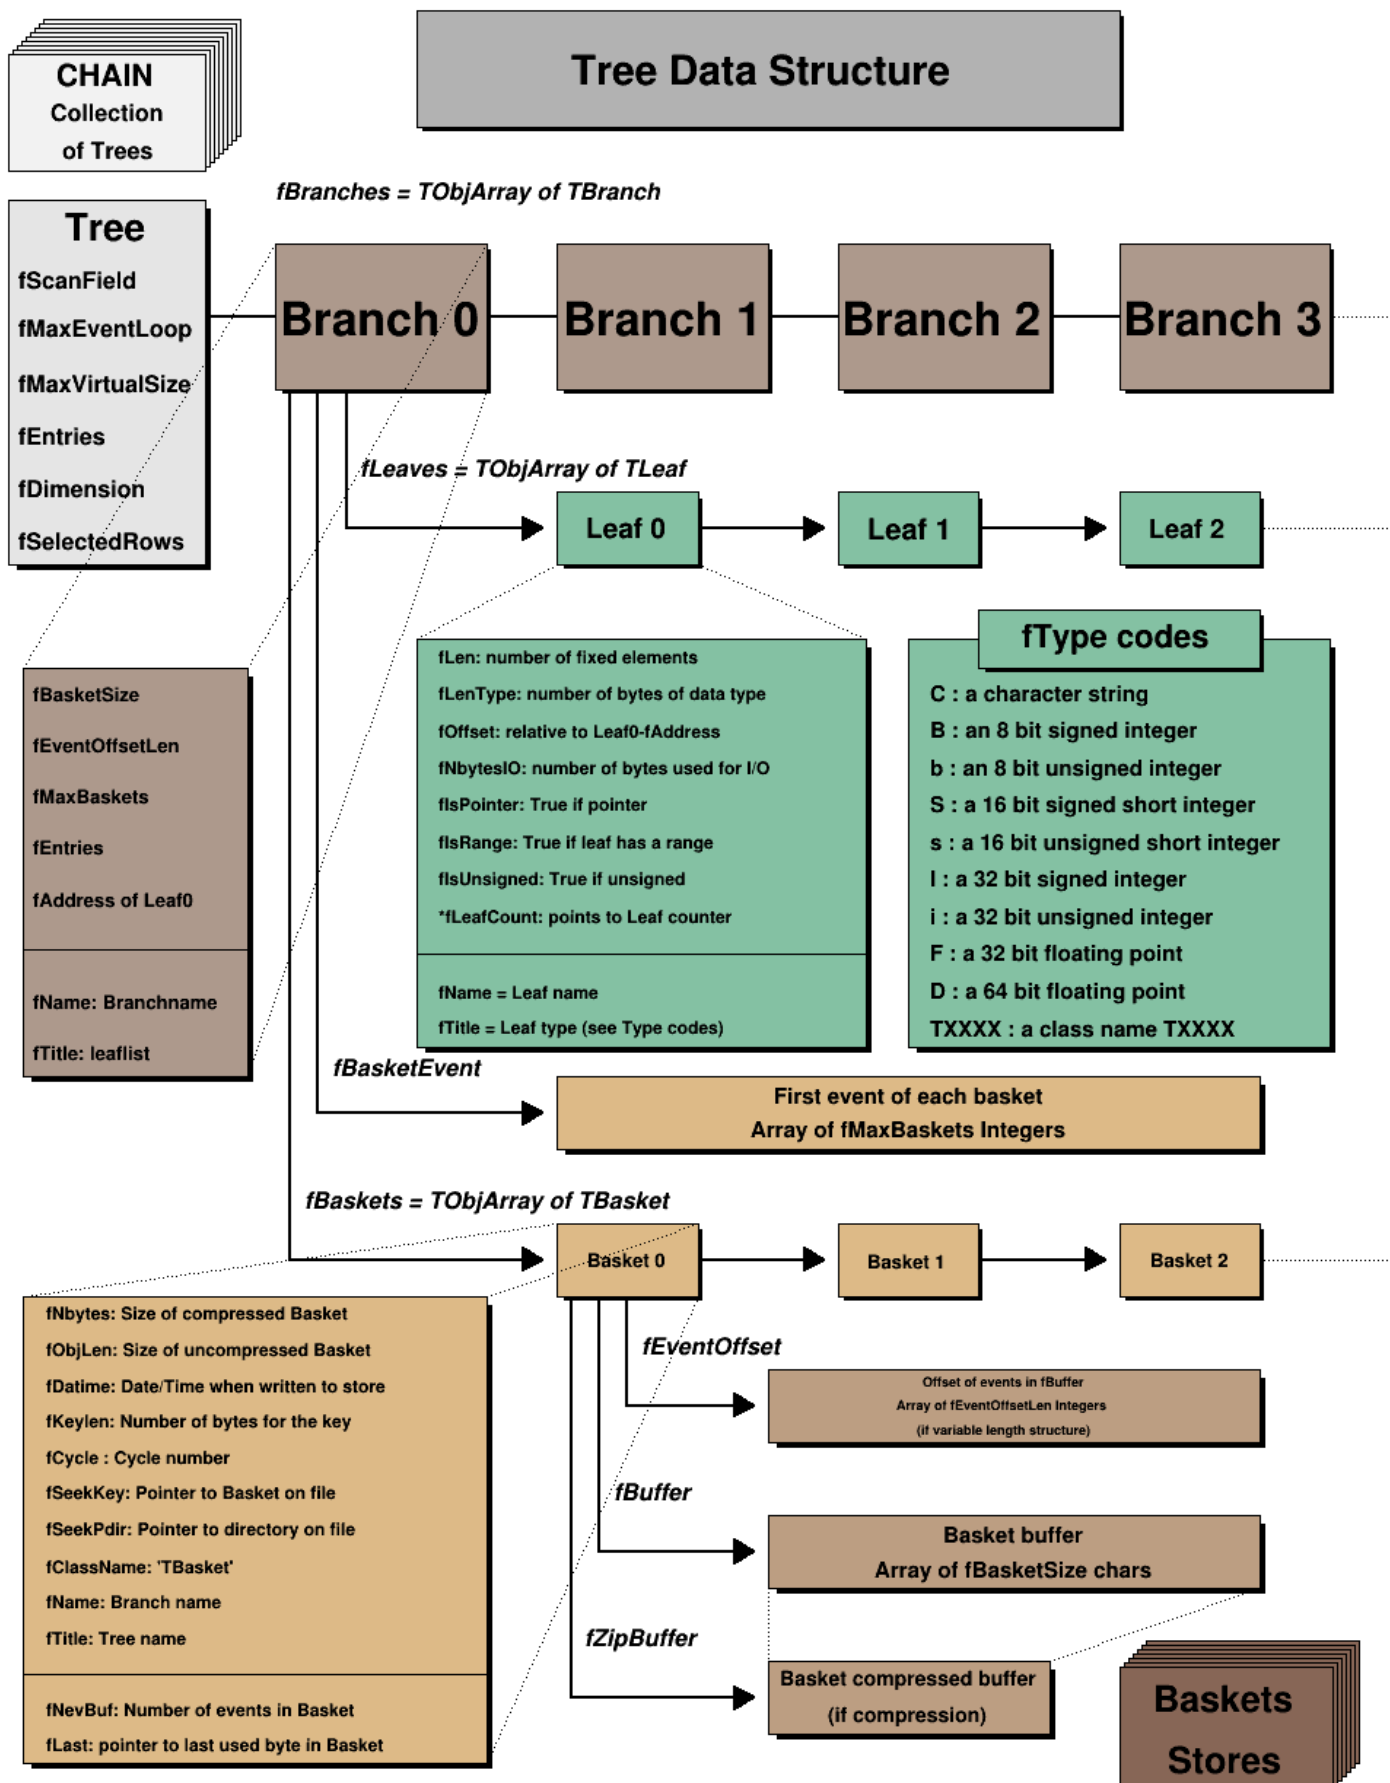 CHAIN
Collection
of Trees
Tree Data Structure
fBranches = TObjArray of TBranch
Tree
fScanField
fMaxEventLoop
fMaxVirtualSize
fEntries
fDimension
fSelectedRows
Branch 0
Branch 1
Branch 2
Branch 3
fLeaves = TObjArray of TLeaf
Leaf 0
Leaf 1
Leaf 2
fBasketSize
fEventOffsetLen
fMaxBaskets
fEntries
fAddress of Leaf0
fName: Branchname
fTitle: leaflist
fLen: number of fixed elements
fLenType: number of bytes of data type
fOffset: relative to Leaf0-fAddress
fNbytesIO: number of bytes used for I/O
fIsPointer: True if pointer
fIsRange: True if leaf has a range
fIsUnsigned: True if unsigned
*fLeafCount: points to Leaf counter
fName = Leaf name
fTitle = Leaf type (see Type codes)
fType codes
C : a character string
B : an 8 bit signed integer
b : an 8 bit unsigned integer
S : a 16 bit signed short integer
s : a 16 bit unsigned short integer
I : a 32 bit signed integer
i : a 32 bit unsigned integer
F : a 32 bit floating point
D : a 64 bit floating point
TXXXX : a class name TXXXX
fBasketEvent
First event of each basket
Array of fMaxBaskets Integers
fBaskets = TObjArray of TBasket
Basket 0
Basket 1
Basket 2
fNbytes: Size of compressed Basket
fObjLen: Size of uncompressed Basket
fDatime: Date/Time when written to store
fKeylen: Number of bytes for the key
fCycle : Cycle number
fSeekKey: Pointer to Basket on file
fSeekPdir: Pointer to directory on file
fClassName: 'TBasket'
fName: Branch name
fTitle: Tree name
fNevBuf: Number of events in Basket
fLast: pointer to last used byte in Basket
fEventOffset
Offset of events in fBuffer
Array of fEventOffsetLen Integers
(if variable length structure)
fBuffer
Basket buffer
Array of fBasketSize chars
fZipBuffer
Basket compressed buffer
(if compression)
Baskets
Stores